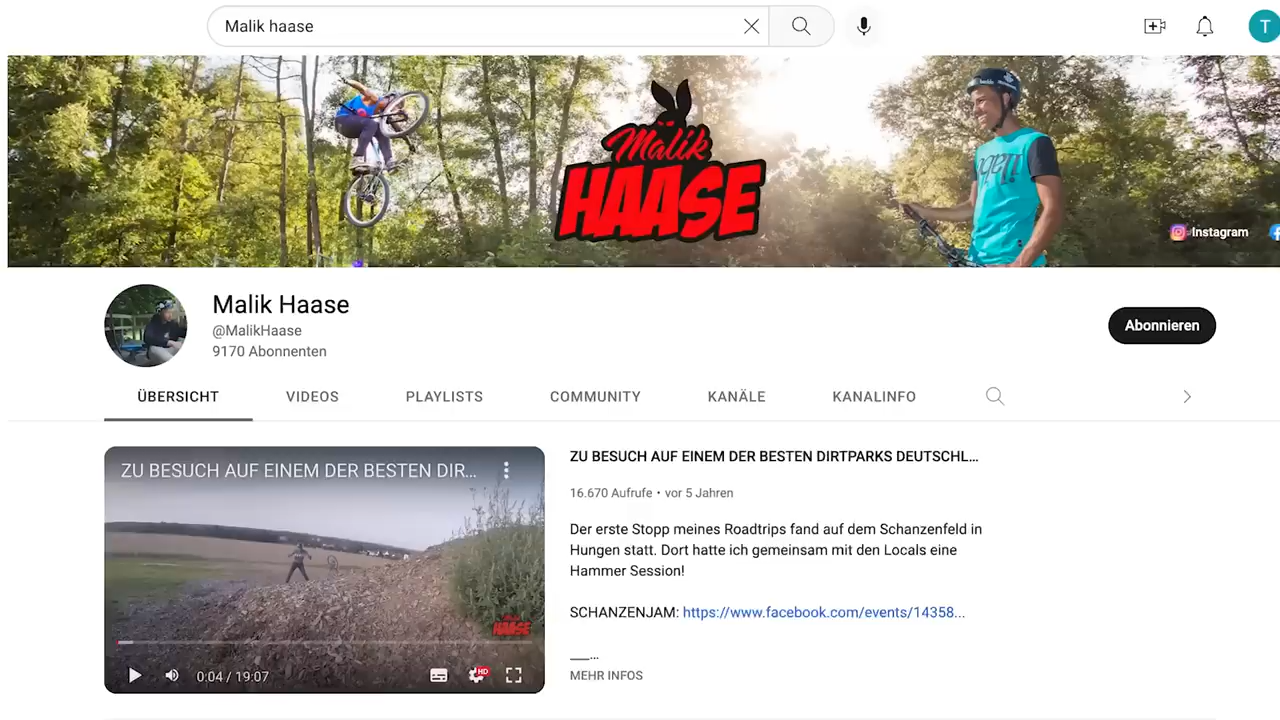 Malik haase
T
Malik
HAASE
Instagram
Malik Haase
@MalikHaase
9170 Abonnenten
Abonnieren
ÜBERSICHT
VIDEOS
PLAYLISTS
COMMUNITY
KANÄLE
KANALINFO
ZU BESUCH AUF EINEM DER BESTEN DIR...
HAASE
0:04 / 19:07
HD
ZU BESUCH AUF EINEM DER BESTEN DIRTPARKS DEUTSCHL...
16.670 Aufrufe • vor 5 Jahren
Der erste Stopp meines Roadtrips fand auf dem Schanzenfeld in
Hungen statt. Dort hatte ich gemeinsam mit den Locals eine
Hammer Session!
SCHANZENJAM: https://www.facebook.com/events/14358...
___...
MEHR INFOS